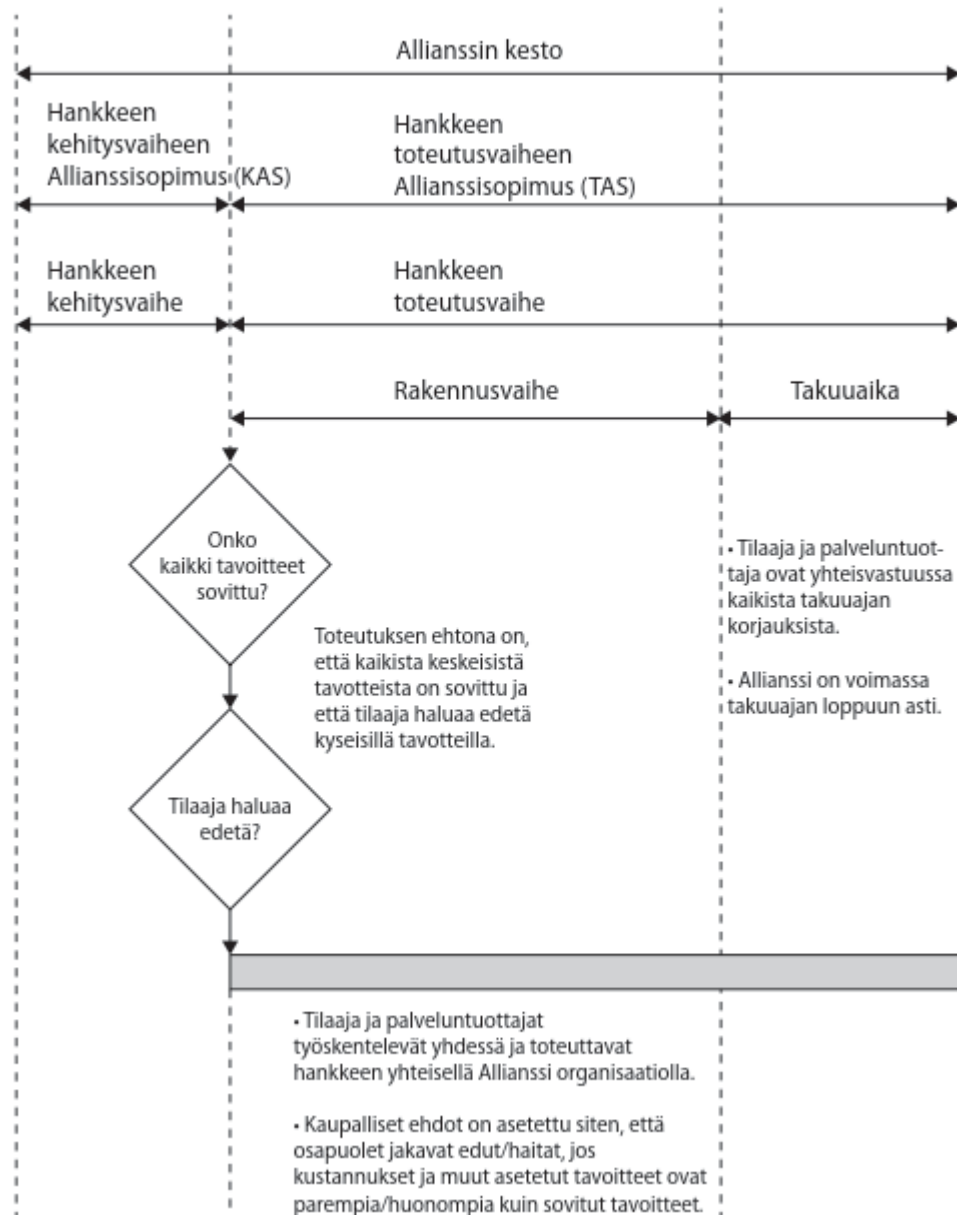 Allianssin kesto
Hankkeen
kehitysvaiheen
Allianssisopimus (KAS)
Hankkeen
toteutusvaiheen
Allianssisopimus (TAS)
Hankkeen
kehitysvaihe
Hankkeen
toteutusvaihe
Rakennusvaihe
Takuuaika
Onko
kaikki tavoitteet
sovittu?
Toteutuksen ehtona on,
että kaikista keskeisistä
tavotteista on sovittu ja
että tilaaja haluaa edetä
kyseisillä tavotteilla.
• Tilaaja ja palveluntuot-
taja ovat yhteisvastuussa
kaikista takuuajan
korjauksista.
• Allianssi on voimassa
takuuajan loppuun asti.
Tilaaja haluaa
edetä?
• Tilaaja ja palveluntuottajat
työskentelevät yhdessä ja toteuttavat
hankkeen yhteisellä Allianssi organisaatiolla.
• Kaupalliset ehdot on asetettu siten, että
osapuolet jakavat edut/haitat, jos
kustannukset ja muut asetetut tavoitteet ovat
parempia/huonompia kuin sovitut tavoitteet.